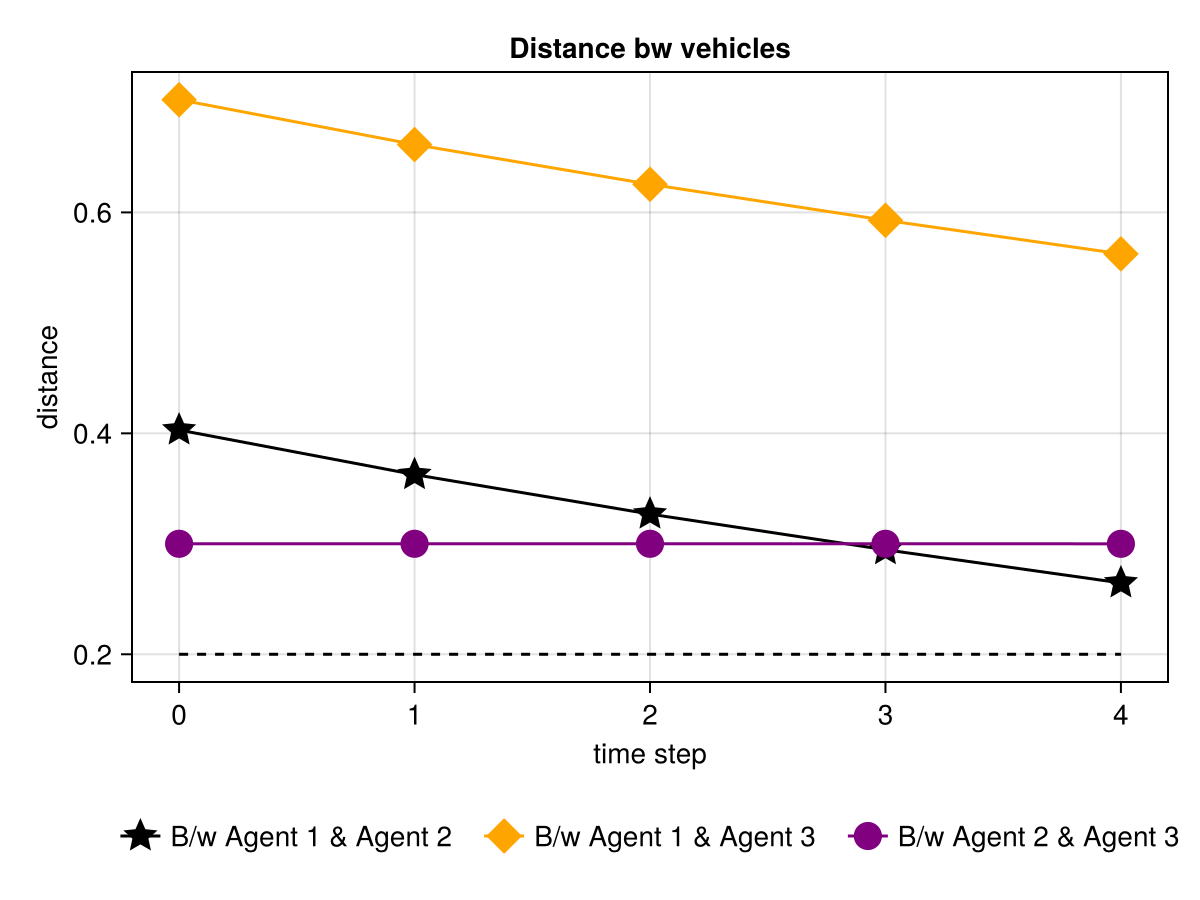 Distance bw vehicles
distance
0.6
0.4
0.2
0 1 2 3 4
time step
B/w Agent 1 & Agent 2 B/w Agent 1 & Agent 3 B/w Agent 2 & Agent 3